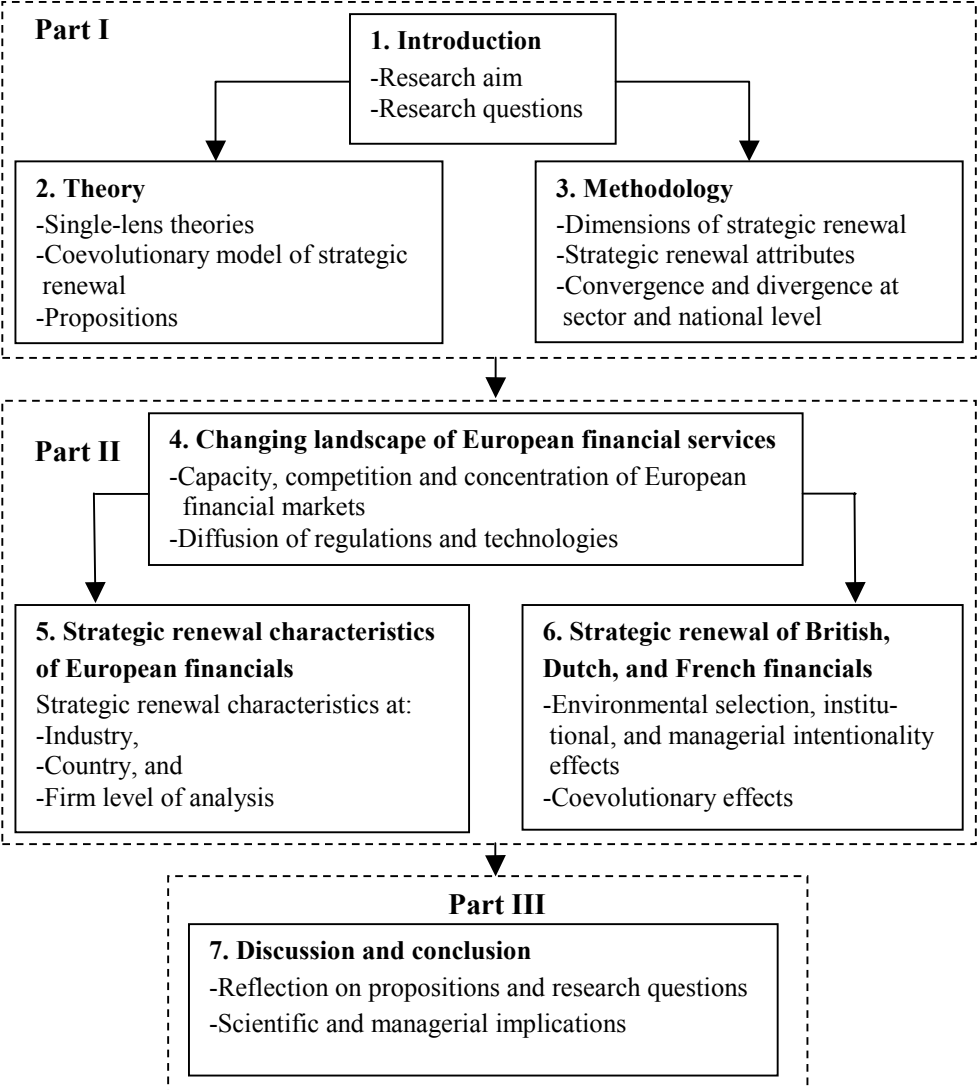 Part I
1. Introduction
-Research aim
-Research questions
2. Theory
-Single-lens theories
-Coevolutionary model of strategic
renewal
-Propositions
3. Methodology
-Dimensions of strategic renewal
-Strategic renewal attributes
-Convergence and divergence at
sector and national level
Part II
4. Changing landscape of European financial services
-Capacity, competition and concentration of European
financial markets
-Diffusion of regulations and technologies
5. Strategic renewal characteristics
of European financials
Strategic renewal characteristics at:
-Industry,
-Country, and
-Firm level of analysis
6. Strategic renewal of British,
Dutch, and French financials
-Environmental selection, institu-
tional, and managerial intentionality
effects
-Coevolutionary effects
Part III
7. Discussion and conclusion
-Reflection on propositions and research questions
-Scientific and managerial implications